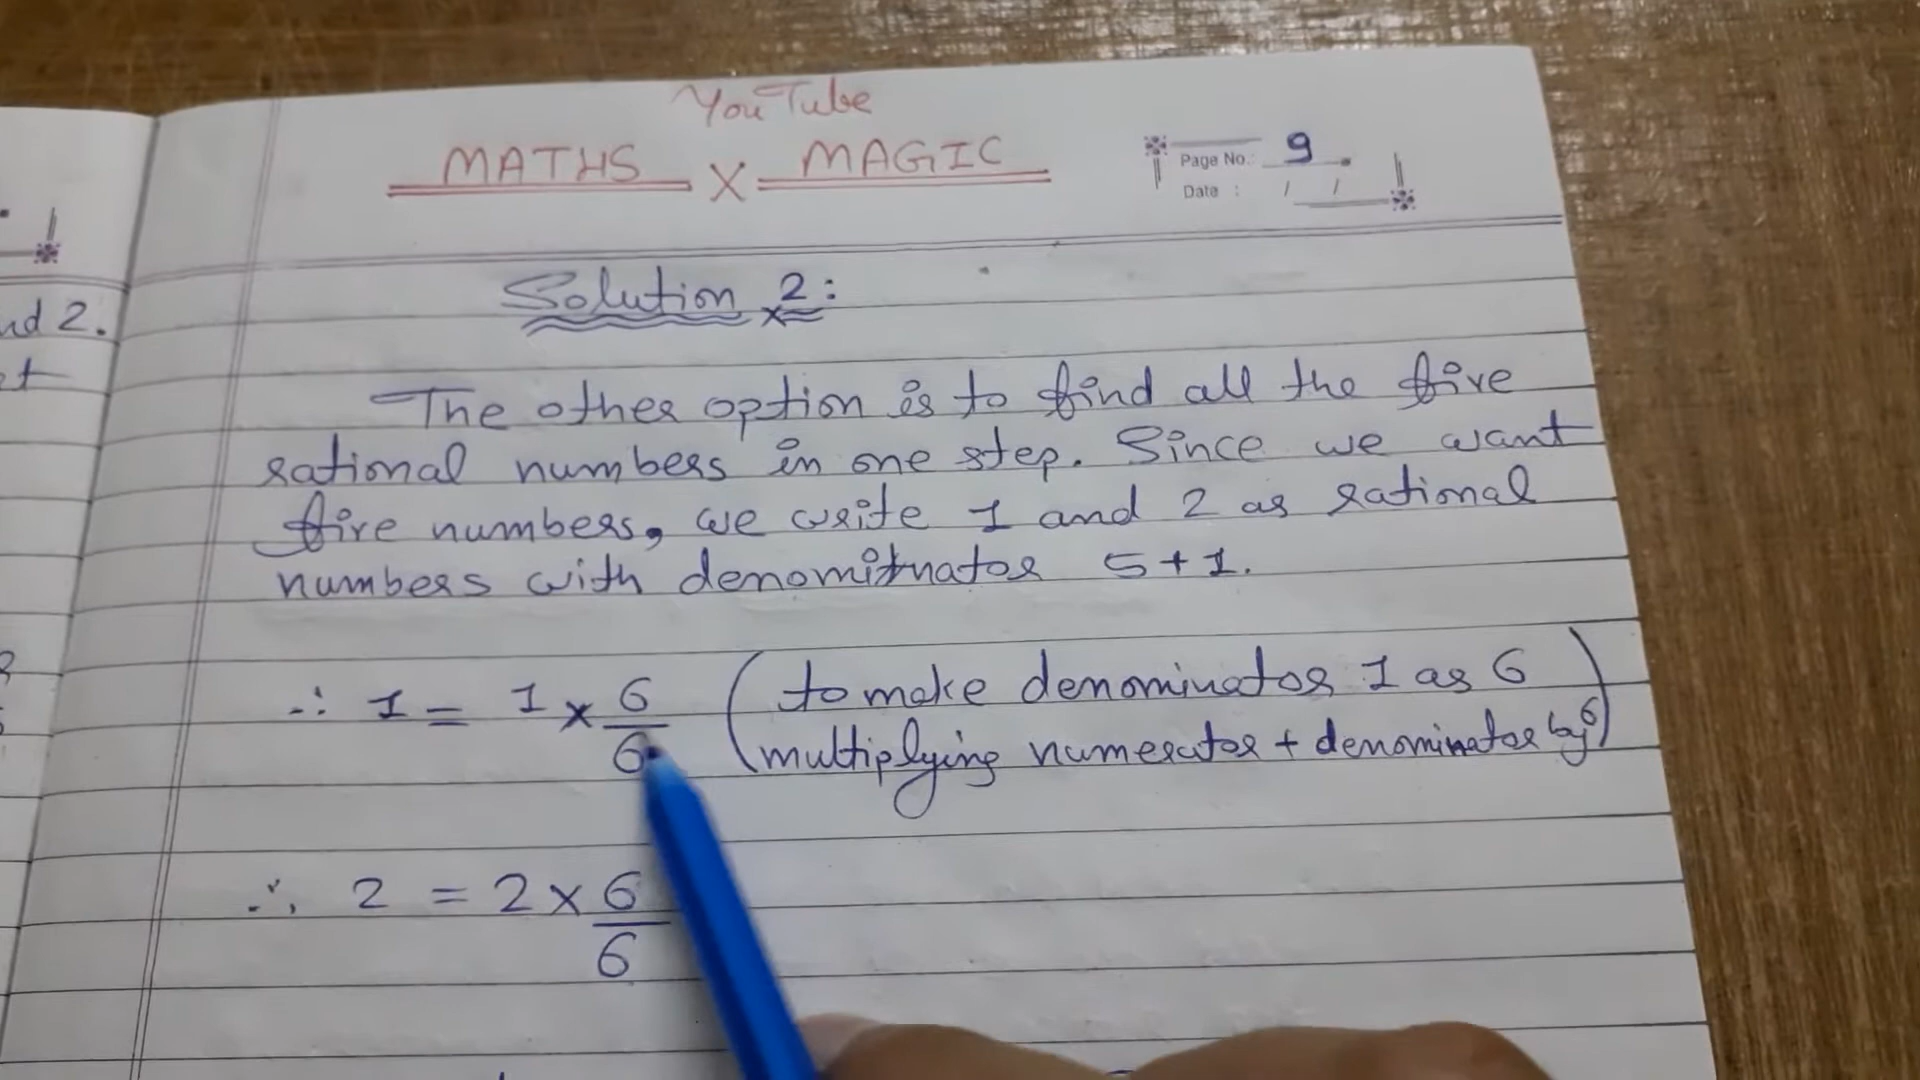 YouTube
MATHS x MAGIC
Page No.: 9
Date : / /
nd 2.
Solution 2:
The other option is to find all the five
rational numbers in one step. Since we want
five numbers, we write 1 and 2 as rational
numbers with denominator 5+1.
∴ 1 = 1 × 6/6 (to make denominator 1 as 6
multiplying numerator + denominator by 6)
∴ 2 = 2 × 6/6